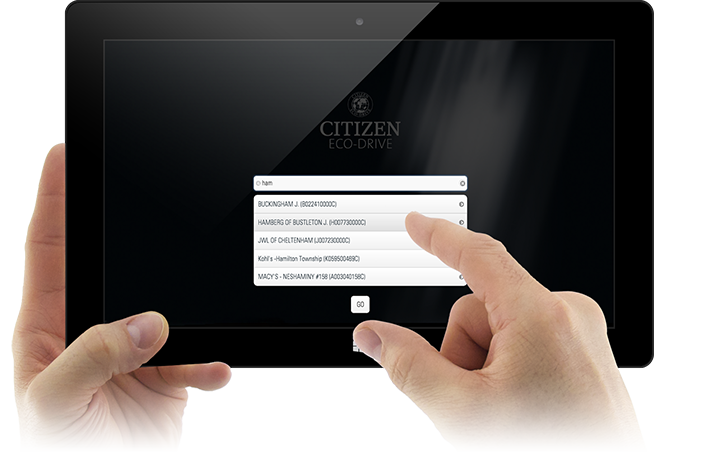 CITIZEN
ECO-DRIVE
ham
BUCKINGHAM J. (B022410000C)
HAMBERG OF BUSTLETON J. (H007730000C)
JWL OF CHELTENHAM (J007230000C)
Kohl's -Hamilton Township (K059500469C)
MACY'S - NESHAMINY #158 (A003040158C)
GO